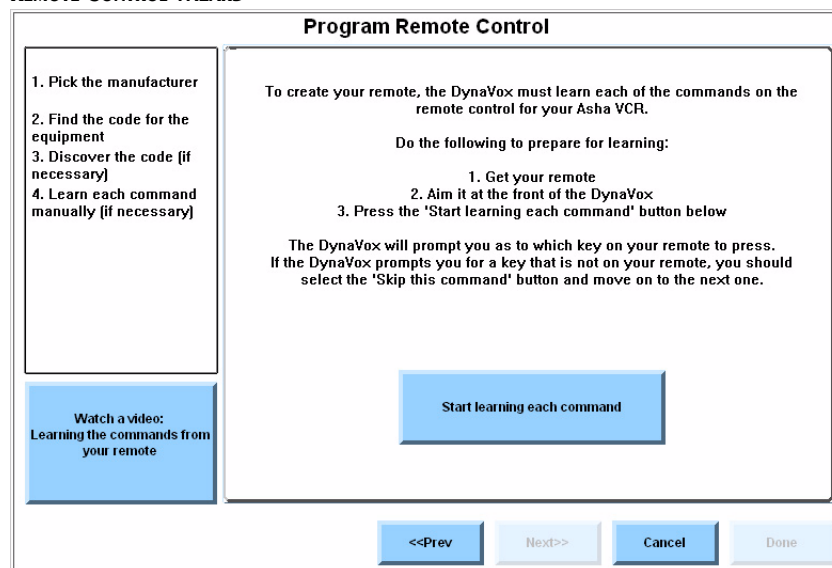 Program Remote Control
1. Pick the manufacturer
2. Find the code for the
equipment
3. Discover the code (if
necessary)
4. Learn each command
manually (if necessary)
To create your remote, the DynaVox must learn each of the commands on the
remote control for your Asha VCR.
Do the following to prepare for learning:
1. Get your remote
2. Aim it at the front of the DynaVox
3. Press the 'Start learning each command' button below
The DynaVox will prompt you as to which key on your remote to press.
If the DynaVox prompts you for a key that is not on your remote, you should
select the 'Skip this command' button and move on to the next one.
Start learning each command
Watch a video:
Learning the commands from
your remote
<<Prev
Next>>
Cancel
Done